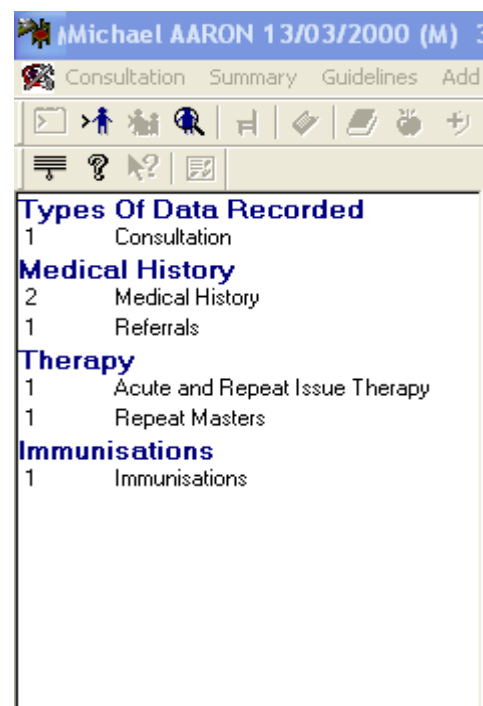 Michael AARON 13/03/2000 (M)
Consultation Summary Guidelines Add
Types Of Data Recorded
1 Consultation
Medical History
2 Medical History
1 Referrals
Therapy
1 Acute and Repeat Issue Therapy
1 Repeat Masters
Immunisations
1 Immunisations